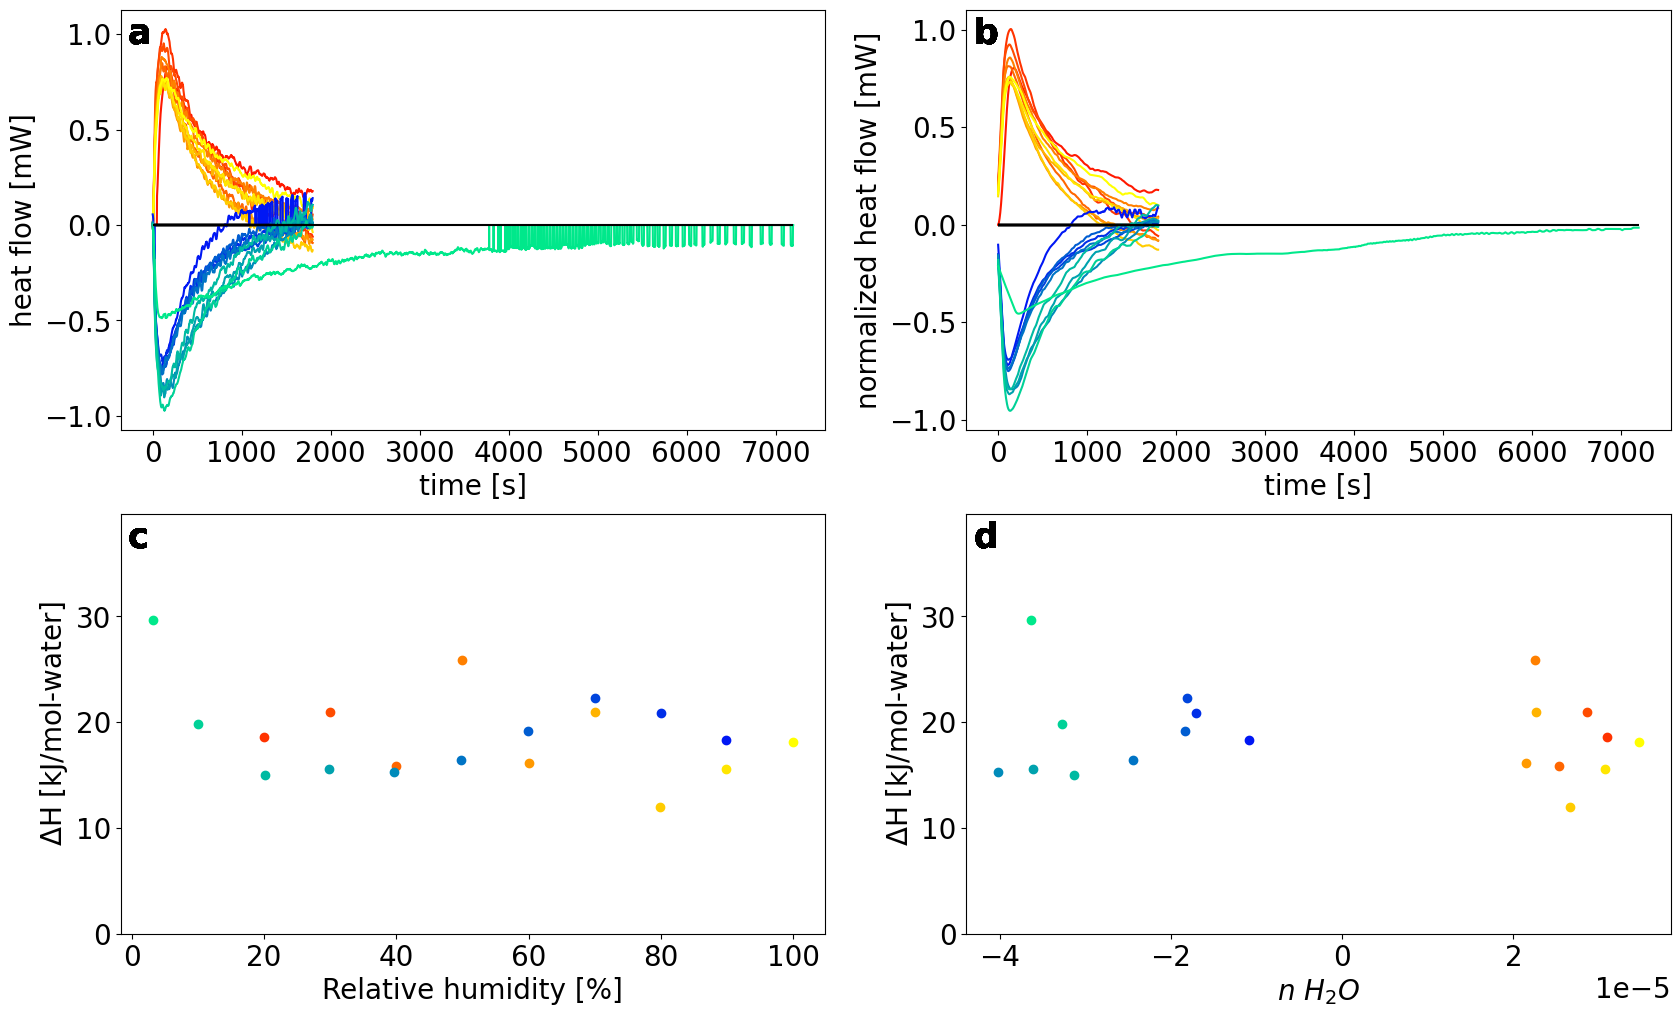 a
heat flow [mW]
1.0
0.5
0.0
−0.5
−1.0
0 1000 2000 3000 4000 5000 6000 7000
time [s]
b
normalized heat flow [mW]
1.0
0.5
0.0
−0.5
−1.0
0 1000 2000 3000 4000 5000 6000 7000
time [s]
c
ΔH [kJ/mol-water]
30
20
10
0
0 20 40 60 80 100
Relative humidity [%]
d
ΔH [kJ/mol-water]
30
20
10
0
−4 −2 0 2
1e−5
n H₂O